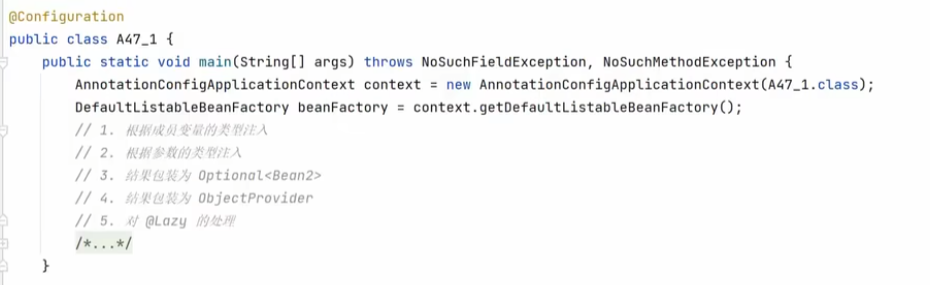 @Configuration
public class A47_1 {
public static void main(String[] args) throws NoSuchFieldException, NoSuchMethodException {
AnnotationConfigApplicationContext context = new AnnotationConfigApplicationContext(A47_1.class);
DefaultListableBeanFactory beanFactory = context.getDefaultListableBeanFactory();
// 1. 根据成员变量的类型注入
// 2. 根据参数的类型注入
// 3. 结果包装为 Optional<Bean2>
// 4. 结果包装为 ObjectProvider
// 5. 对 @Lazy 的处理
/*...*/
}